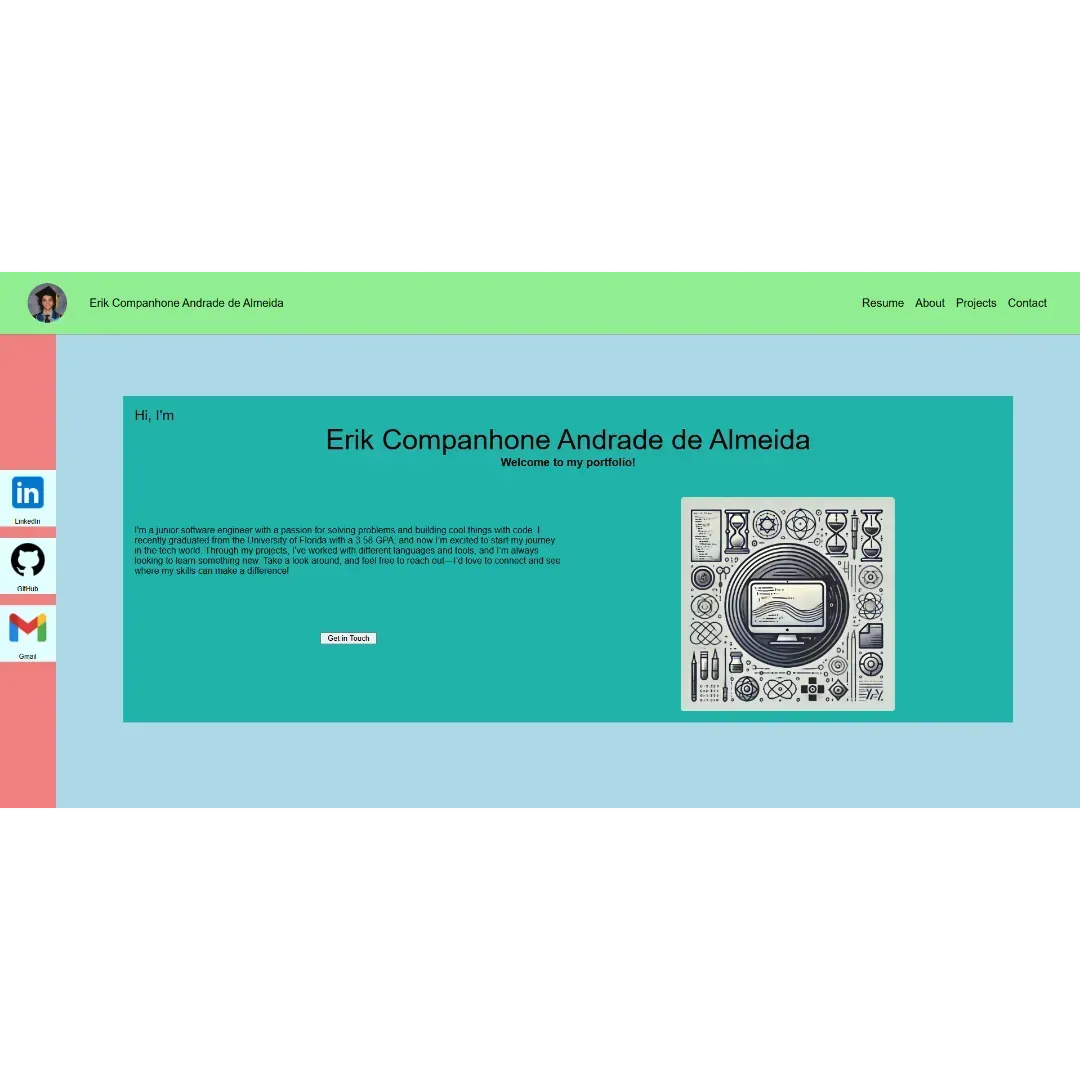 Erik Companhone Andrade de Almeida
Resume About Projects Contact
Hi, I'm
Erik Companhone Andrade de Almeida
Welcome to my portfolio!
LinkedIn
GitHub
Gmail
I'm a junior software engineer with a passion for solving problems and building cool things with code. I
recently graduated from the University of Florida with a 3.58 GPA, and now I'm excited to start my journey
in the tech world. Through my projects, I've worked with different languages and tools, and I'm always
looking to learn something new. Take a look around, and feel free to reach out—I'd love to connect and see
where my skills can make a difference!
Get in Touch